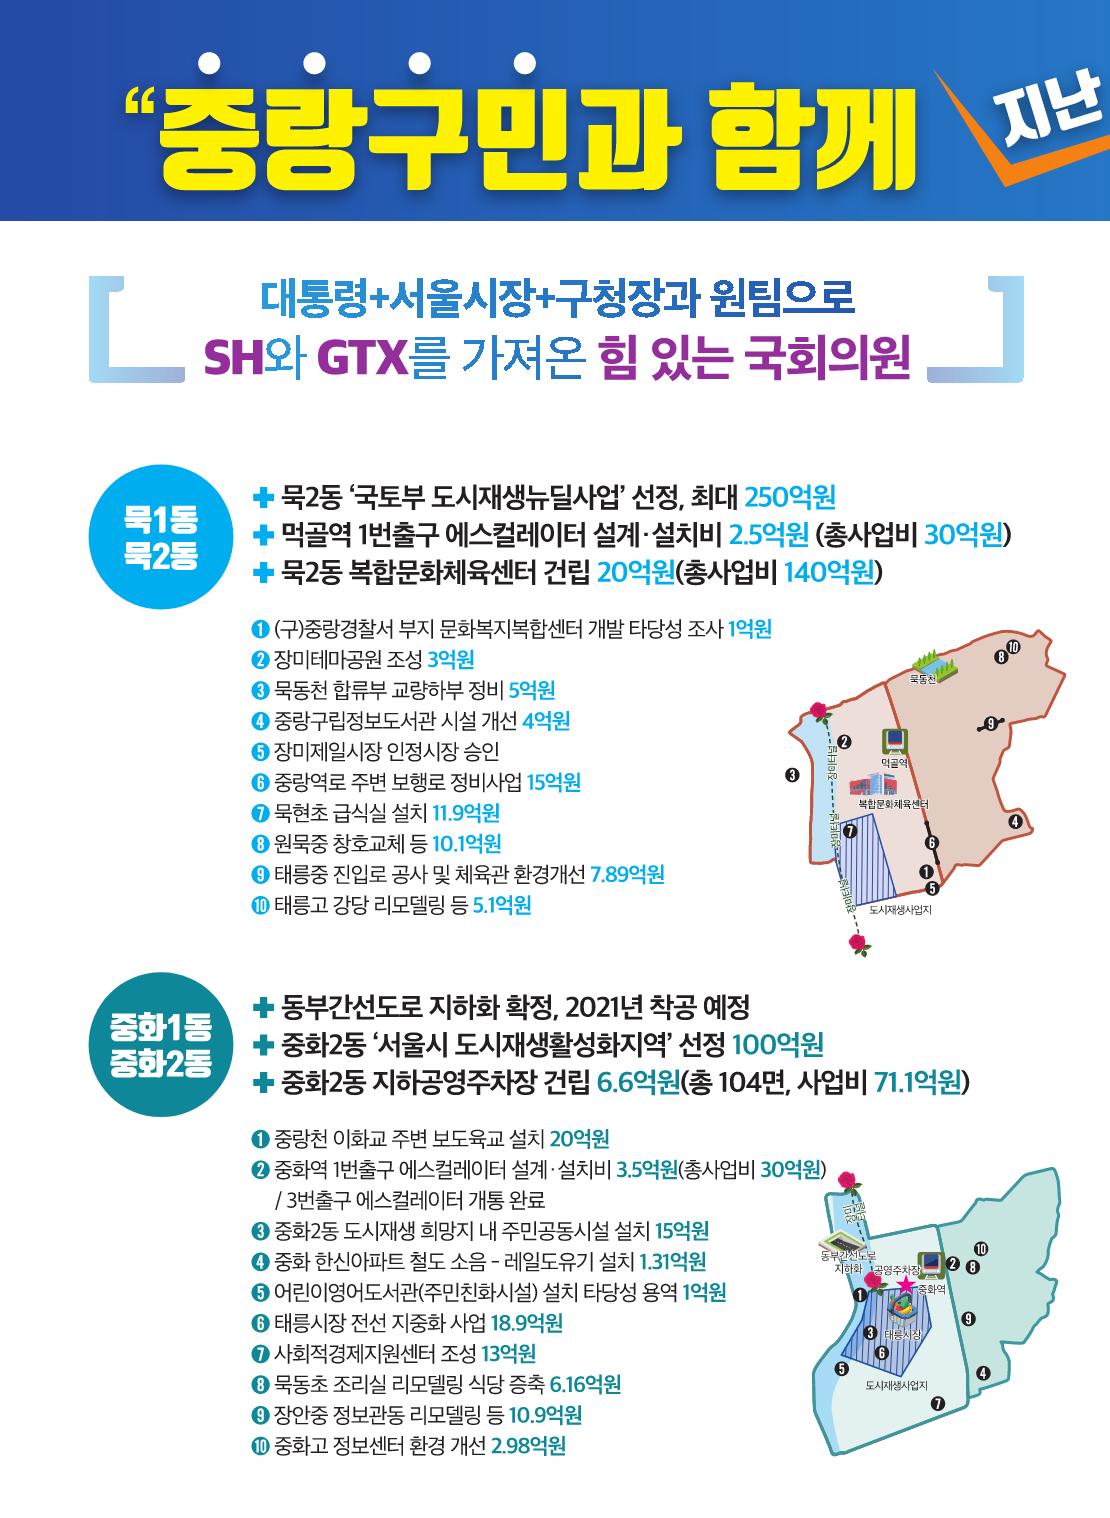 “중랑구민과 함께
지난
대통령+서울시장+구청장과 원팀으로
SH와 GTX를 가져온 힘 있는 국회의원
묵1동
묵2동
+ 묵2동 ‘국토부 도시재생뉴딜사업’ 선정, 최대 250억원
+ 먹골역 1번출구 에스컬레이터 설계·설치비 2.5억원 (총사업비 30억원)
+ 묵2동 복합문화체육센터 건립 20억원(총사업비 140억원)
❶ (구)중랑경찰서 부지 문화복지복합센터 개발 타당성 조사 1억원
❷ 장미테마공원 조성 3억원
❸ 묵동천 합류부 교량하부 정비 5억원
❹ 중랑구립정보도서관 시설 개선 4억원
❺ 장미제일시장 인정시장 승인
❻ 중랑역로 주변 보행로 정비사업 15억원
❼ 묵현초 급식실 설치 11.9억원
❽ 원묵중 창호교체 등 10.1억원
❾ 태릉중 진입로 공사 및 체육관 환경개선 7.89억원
❿ 태릉고 강당 리모델링 등 5.1억원
❿
❽
묵동천
❾
❷
먹골역
장미터널
❸
복합문화체육센터
❹
장미터널
❼
❻
❶
❺
장미터널
도시재생사업지
중화1동
중화2동
+ 동부간선도로 지하화 확정, 2021년 착공 예정
+ 중화2동 ‘서울시 도시재생활성화지역’ 선정 100억원
+ 중화2동 지하공영주차장 건립 6.6억원(총 104면, 사업비 71.1억원)
❶ 중랑천 이화교 주변 보도육교 설치 20억원
❷ 중화역 1번출구 에스컬레이터 설계·설치비 3.5억원(총사업비 30억원)
/ 3번출구 에스컬레이터 개통 완료
❸ 중화2동 도시재생 희망지 내 주민공동시설 설치 15억원
❹ 중화 한신아파트 철도 소음 – 레일도유기 설치 1.31억원
❺ 어린이영어도서관(주민친화시설) 설치 타당성 용역 1억원
❻ 태릉시장 전선 지중화 사업 18.9억원
❼ 사회적경제지원센터 조성 13억원
❽ 묵동초 조리실 리모델링 식당 증축 6.16억원
❾ 장안중 정보관동 리모델링 등 10.9억원
❿ 중화고 정보센터 환경 개선 2.98억원
장미
터널
동부간선도로
지하화
공영주차장
❿
❷
❽
중화역
❶
❾
❸
태릉시장
❻
❺
❹
도시재생사업지
❼